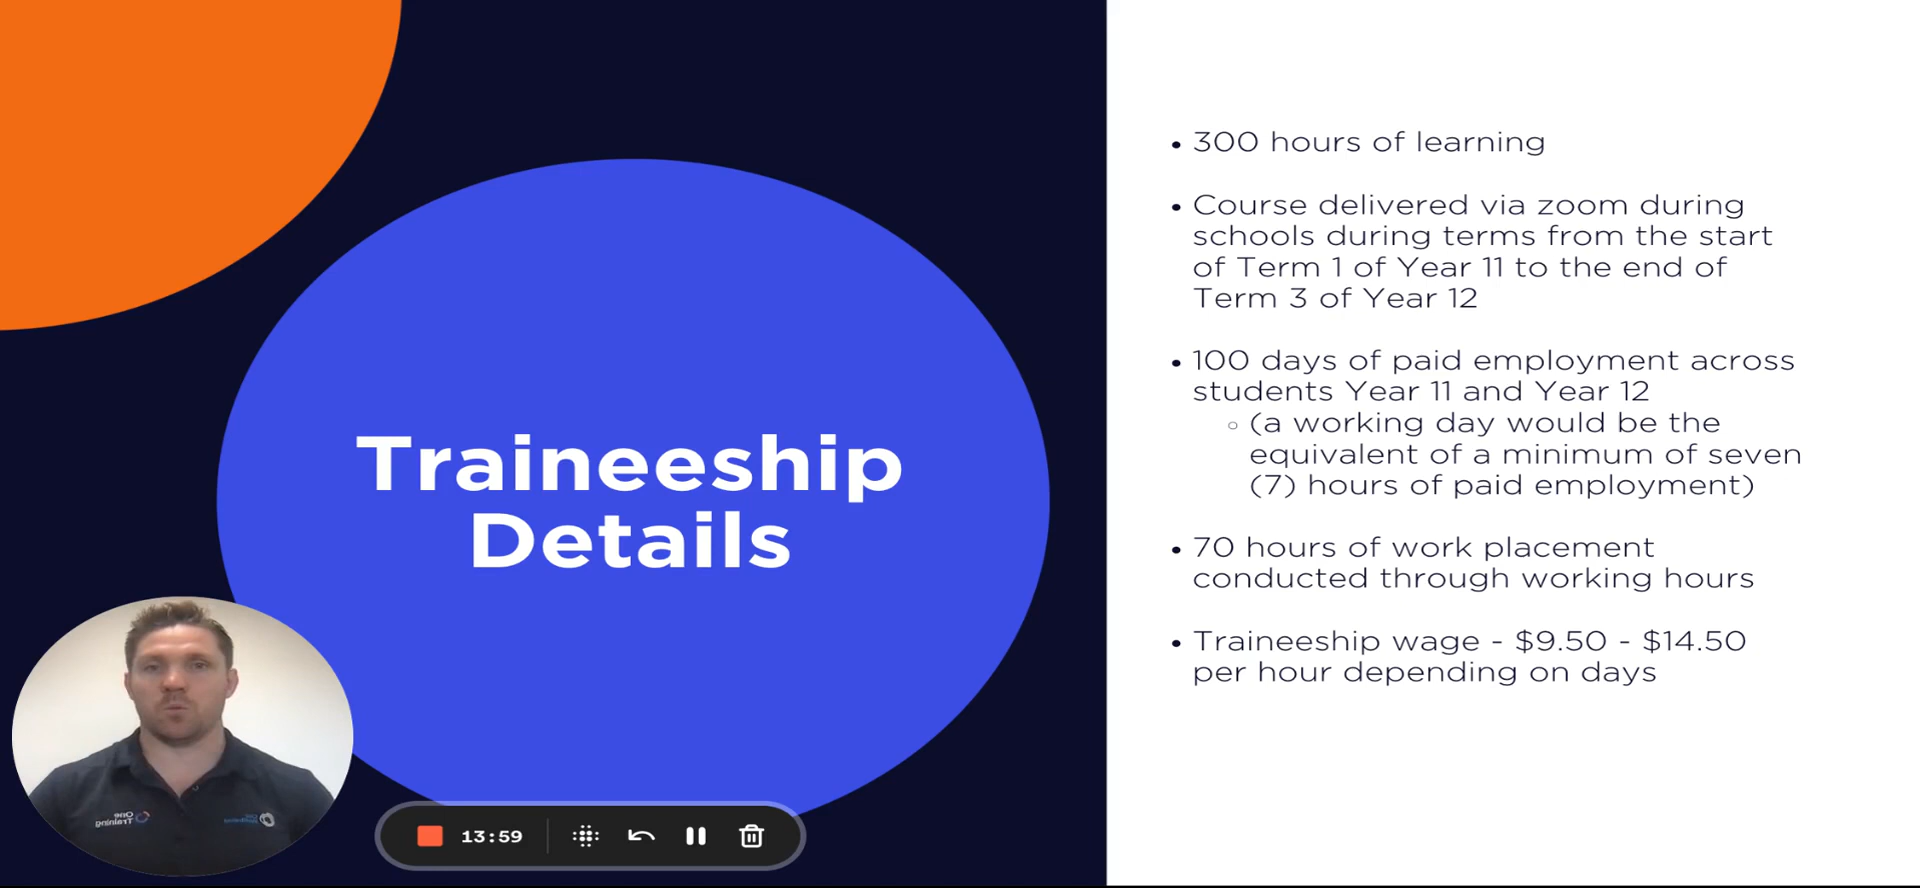 300 hours of learning
Course delivered via zoom during
schools during terms from the start
of Term 1 of Year 11 to the end of
Term 3 of Year 12
100 days of paid employment across
students Year 11 and Year 12
(a working day would be the
equivalent of a minimum of seven
(7) hours of paid employment)
70 hours of work placement
conducted through working hours
Traineeship wage - $9.50 - $14.50
per hour depending on days
Traineeship
Details
One
Training
13:59